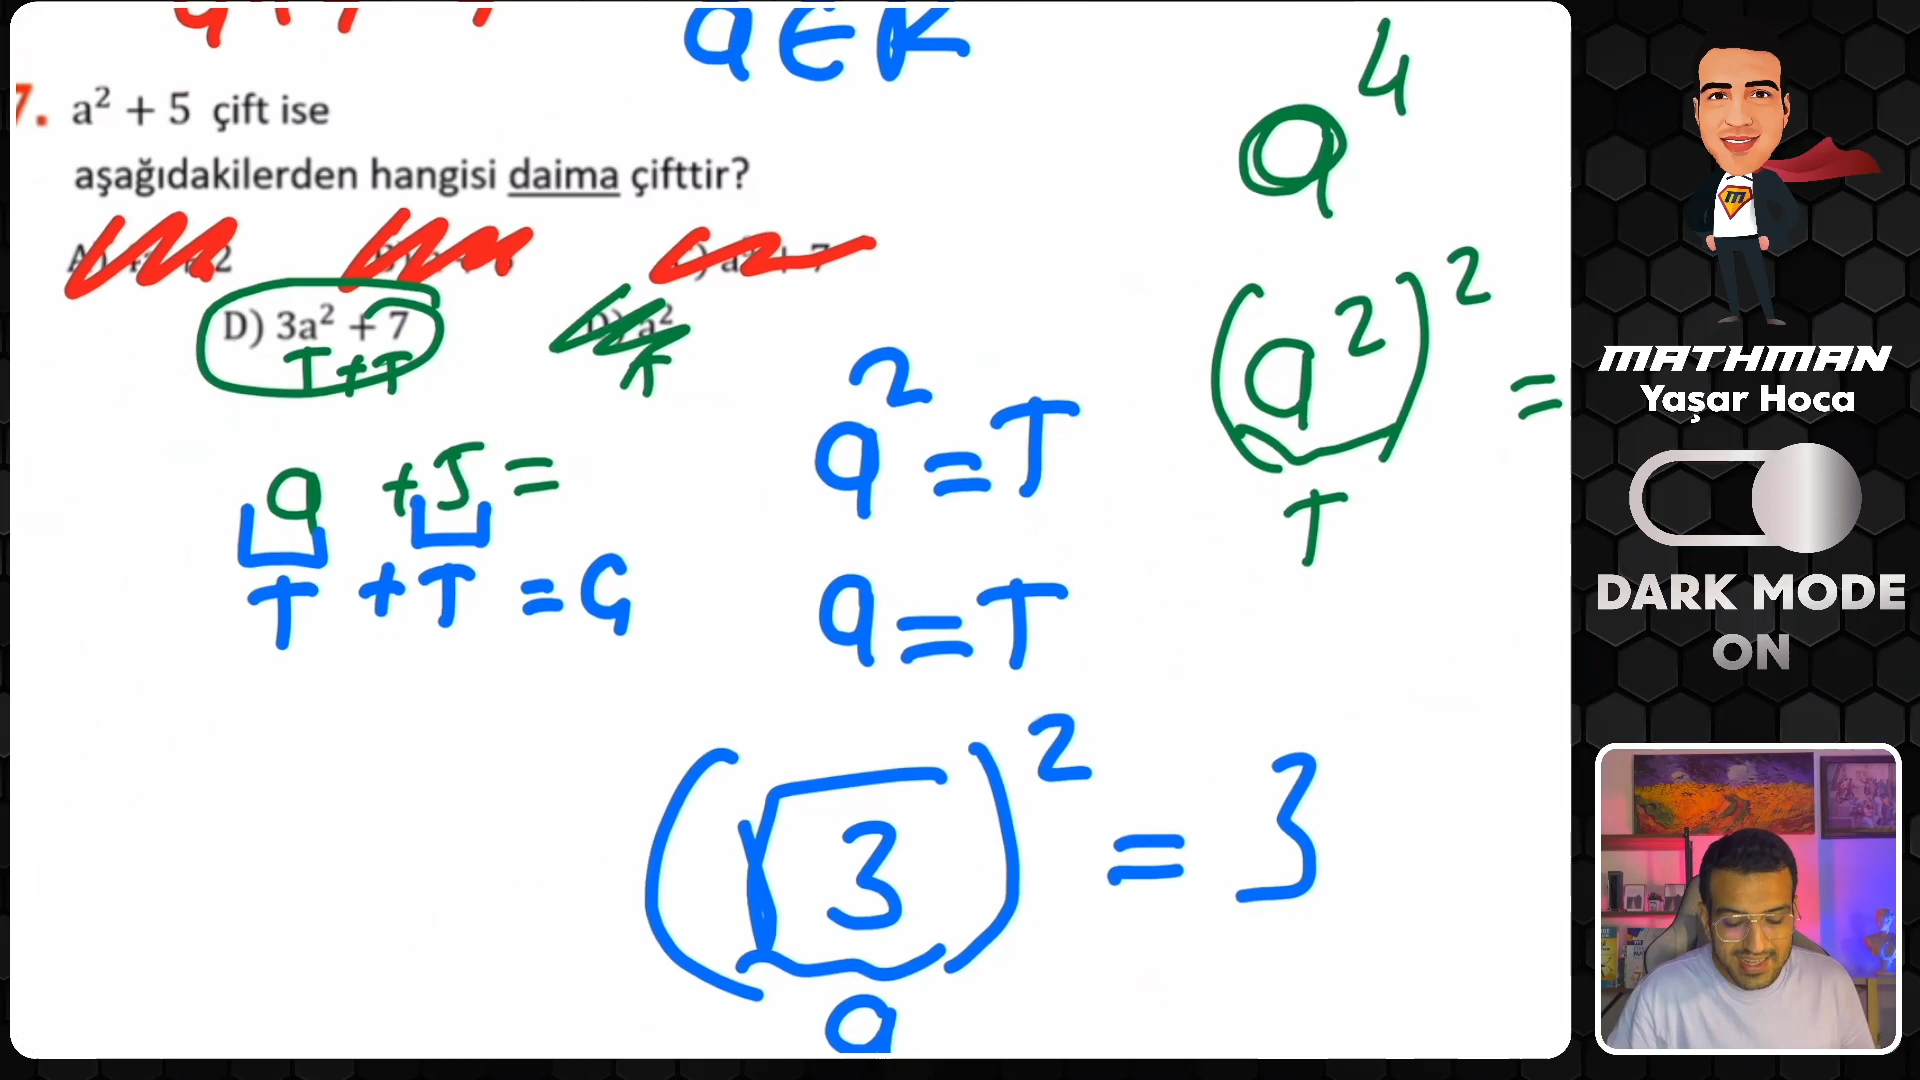 a ∈ R
7. a² + 5 çift ise
aşağıdakilerden hangisi daima çifttir?
D) 3a² + 7
T + T
a²
T
a + 5 =
T + T = Ç
a² = T
a = T
(√3)² = 3
a
a⁴
(a²)² =
T
M
MATHMAN
Yaşar Hoca
DARK MODE
ON